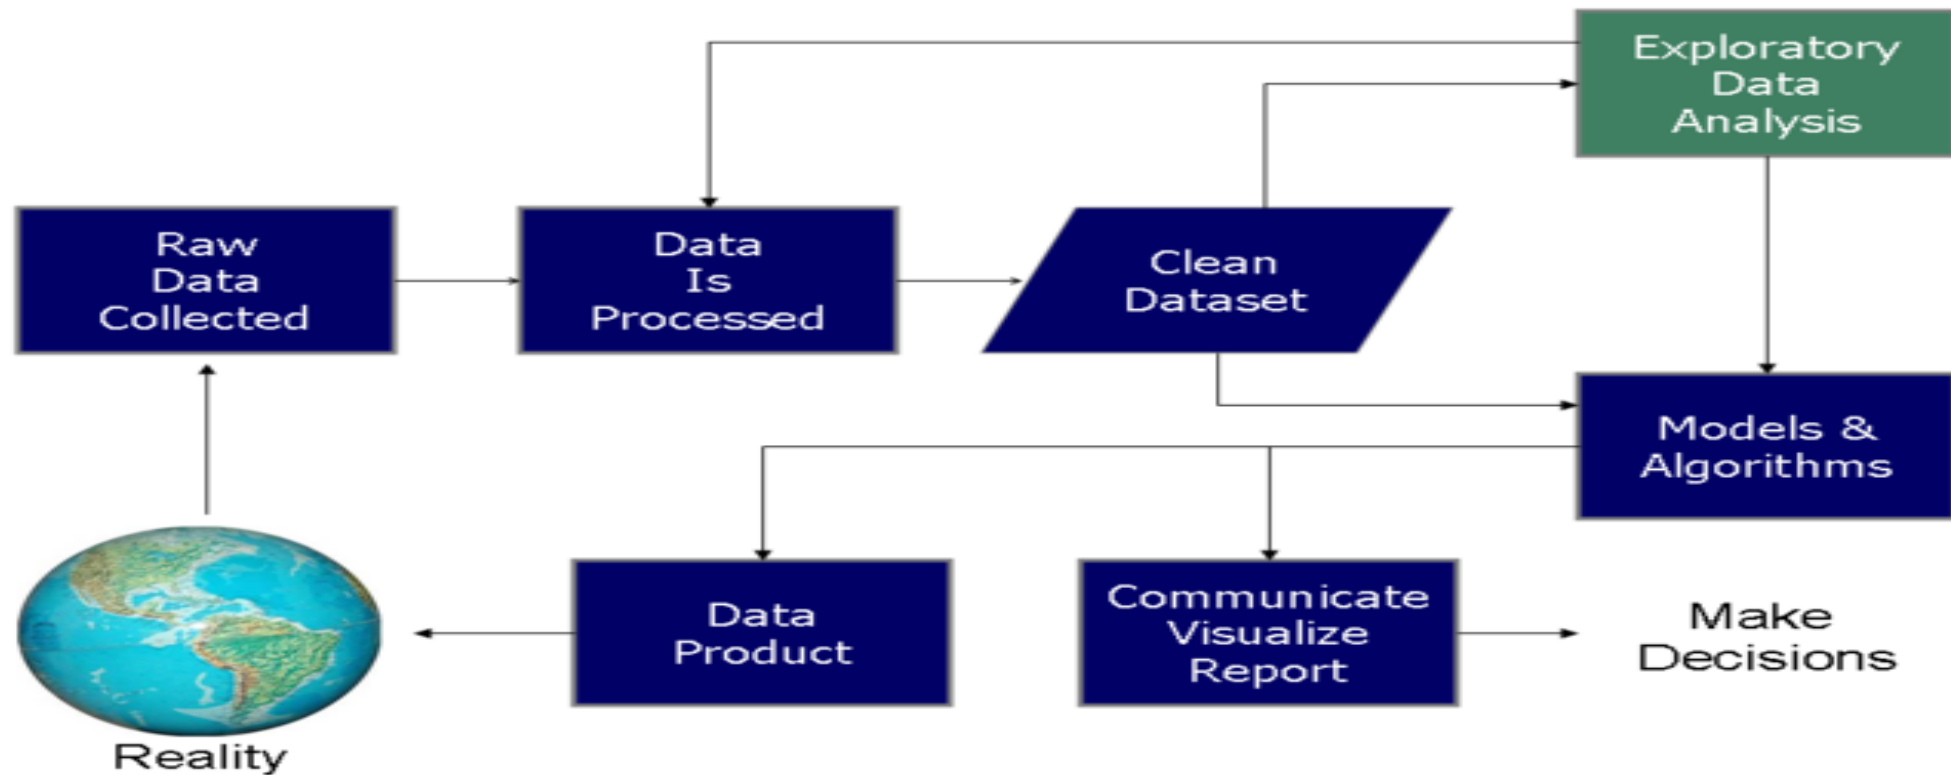 Exploratory
Data
Analysis
Raw
Data
Collected
Data
Is
Processed
Clean
Dataset
Models &
Algorithms
Data
Product
Communicate
Visualize
Report
Make
Decisions
Reality